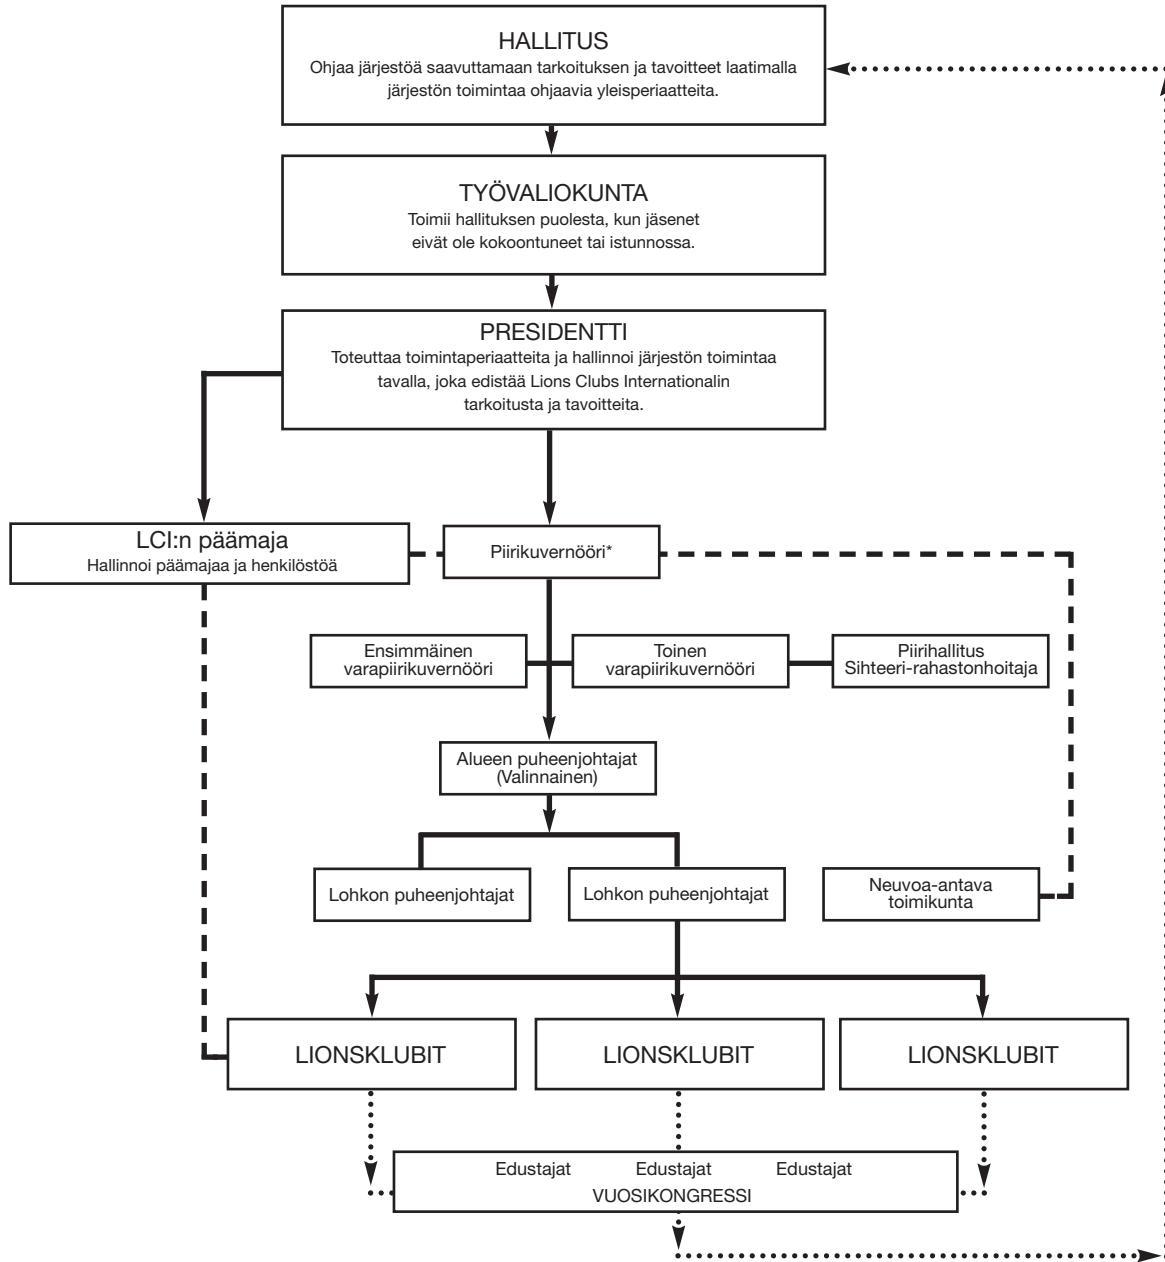 HALLITUS
Ohjaa järjestöä saavuttamaan tarkoituksen ja tavoitteet laatimalla
järjestön toimintaa ohjaavia yleisperiaatteita.
TYÖVALIOKUNTA
Toimii hallituksen puolesta, kun jäsenet
eivät ole kokoontuneet tai istunnossa.
PRESIDENTTI
Toteuttaa toimintaperiaatteita ja hallinnoi järjestön toimintaa
tavalla, joka edistää Lions Clubs Internationalin
tarkoitusta ja tavoitteita.
LCI:n päämaja
Hallinnoi päämajaa ja henkilöstöä
Piirikuvernööri*
Ensimmäinen
varapiirikuvernööri
Toinen
varapiirikuvernööri
Piirihallitus
Sihteeri-rahastonhoitaja
Alueen puheenjohtajat
(Valinnainen)
Lohkon puheenjohtajat
Lohkon puheenjohtajat
Neuvoa-antava
toimikunta
LIONSKLUBIT
LIONSKLUBIT
LIONSKLUBIT
Edustajat Edustajat Edustajat
VUOSIKONGRESSI